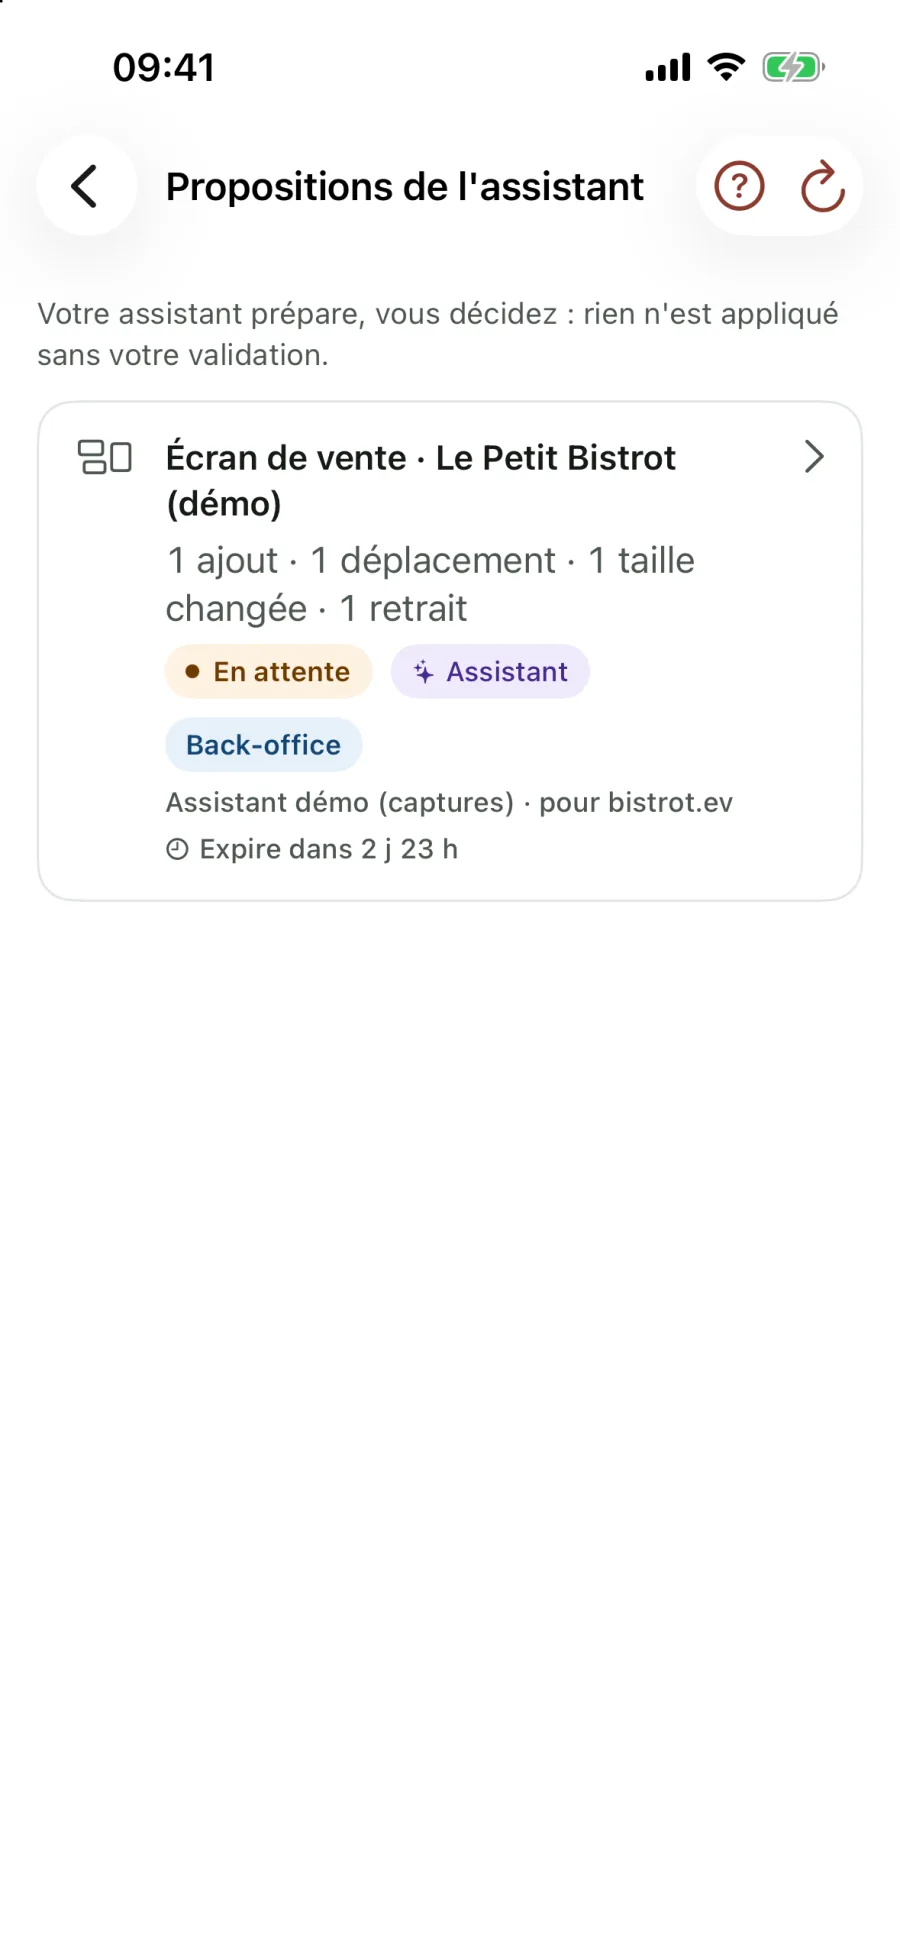 09:41
Propositions de l'assistant
?
Votre assistant prépare, vous décidez : rien n'est appliqué
sans votre validation.
Écran de vente · Le Petit Bistrot
(démo)
1 ajout · 1 déplacement · 1 taille
changée · 1 retrait
En attente
Assistant
Back-office
Assistant démo (captures) · pour bistrot.ev
Expire dans 2 j 23 h